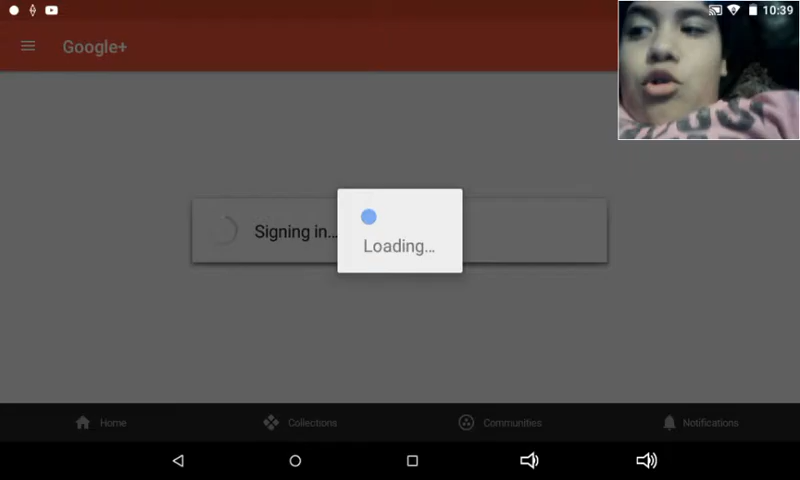 10:39
Google+
Signing in...
Loading...
Home
Collections
Communities
Notifications